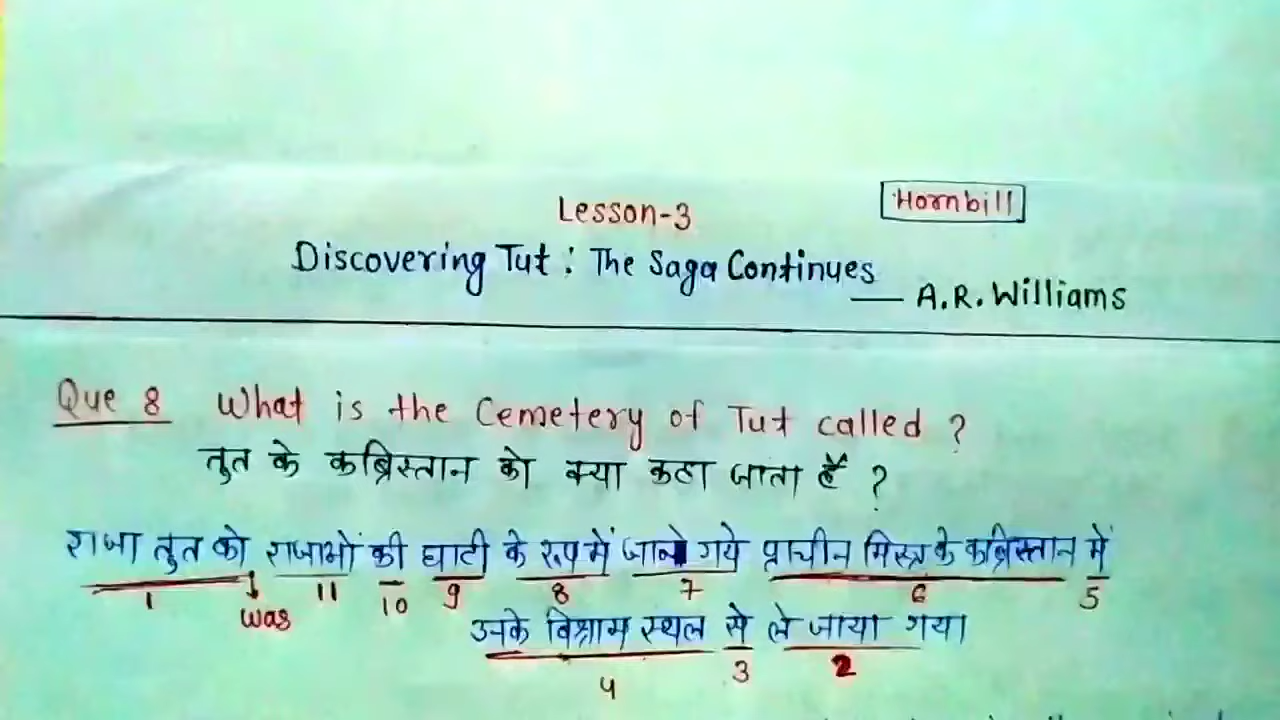 Lesson-3
Hornbill
Discovering Tut : The Saga Continues
— A.R. Williams
Que 8 What is the Cemetery of Tut called ?
तुत के कब्रिस्तान को क्या कहा जाता है ?
राजा तुत को राजाओं की घाटी के रूप में जाने गये प्राचीन मिस्त्र के कब्रिस्तान में
1 was 11 10 9 8 7 6 5
उनके विश्राम स्थल से ले जाया गया
4 3 2